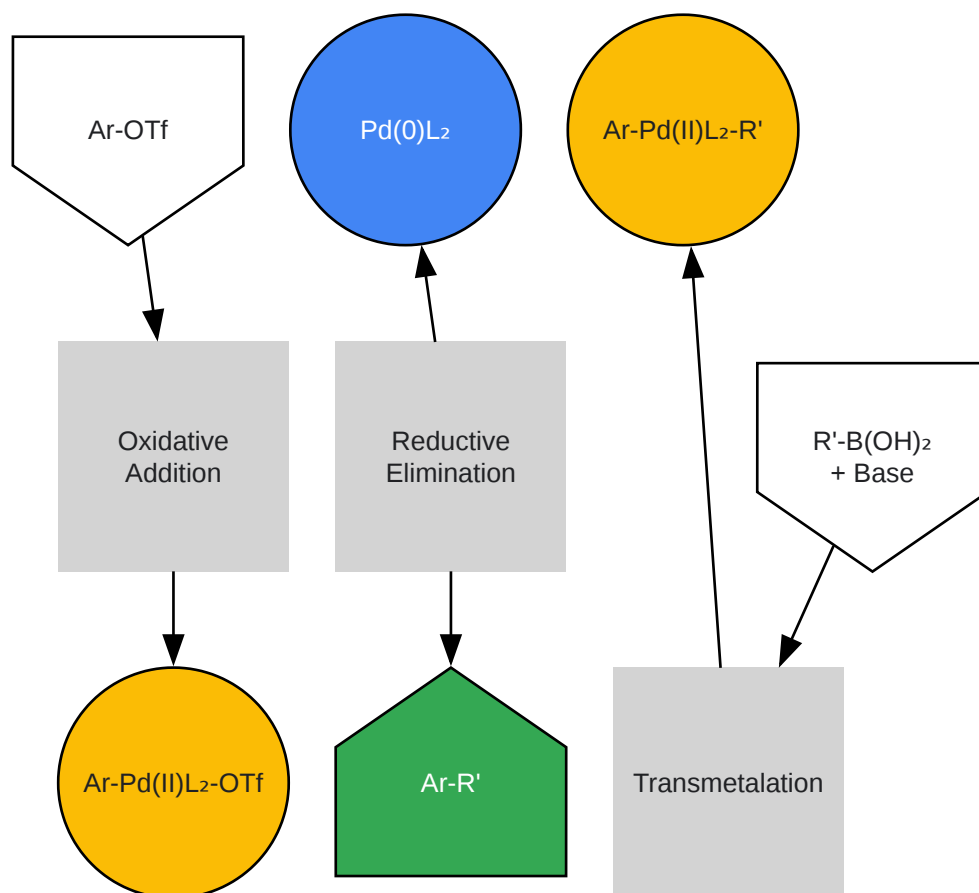 Ar-OTf
Pd(0)L₂
Ar-Pd(II)L₂-R'
Oxidative
Addition
Reductive
Elimination
R'-B(OH)₂
+ Base
Ar-Pd(II)L₂-OTf
Ar-R'
Transmetalation